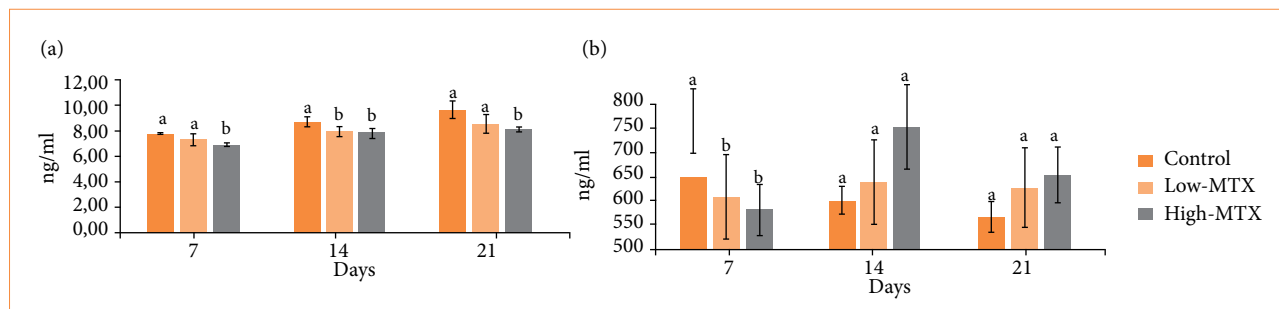 (a)
12,00
10,00
8,00
6,00
4,00
2,00
0,00
ng/ml
a a b
a b b
a a b
7 14 21
Days
(b)
800
750
700
650
600
550
500
ng/ml
a b b
a a a
a a a
7 14 21
Days
Control
Low-MTX
High-MTX